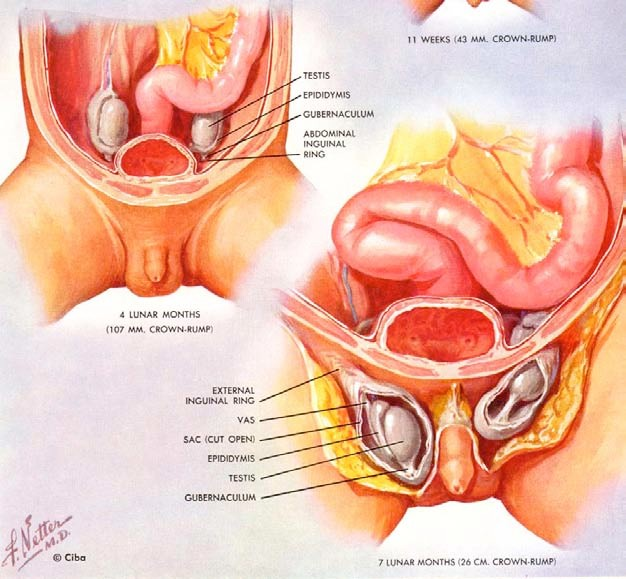 11 WEEKS (43 MM. CROWN-RUMP)
TESTIS
EPIDIDYMIS
GUBERNACULUM
ABDOMINAL
INGUINAL
RING
4 LUNAR MONTHS
(107 MM. CROWN-RUMP)
EXTERNAL
INGUINAL RING
VAS
SAC (CUT OPEN)
EPIDIDYMIS
TESTIS
GUBERNACULUM
F. Netter
M.D.
© Ciba
7 LUNAR MONTHS (26 CM. CROWN-RUMP)